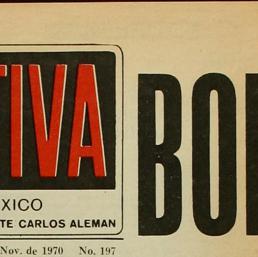 TIVA
XICO
TE CARLOS ALEMAN
Nov. de 1970 No. 197
BO